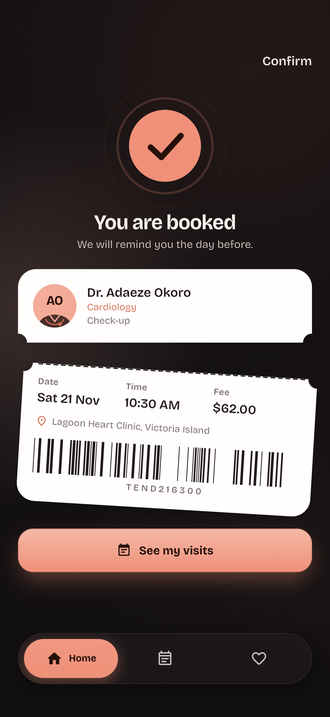 Confirm
You are booked
We will remind you the day before.
AO
Dr. Adaeze Okoro
Cardiology
Check-up
Date Time Fee
Sat 21 Nov 10:30 AM $62.00
Lagoon Heart Clinic, Victoria Island
TEND216300
See my visits
Home